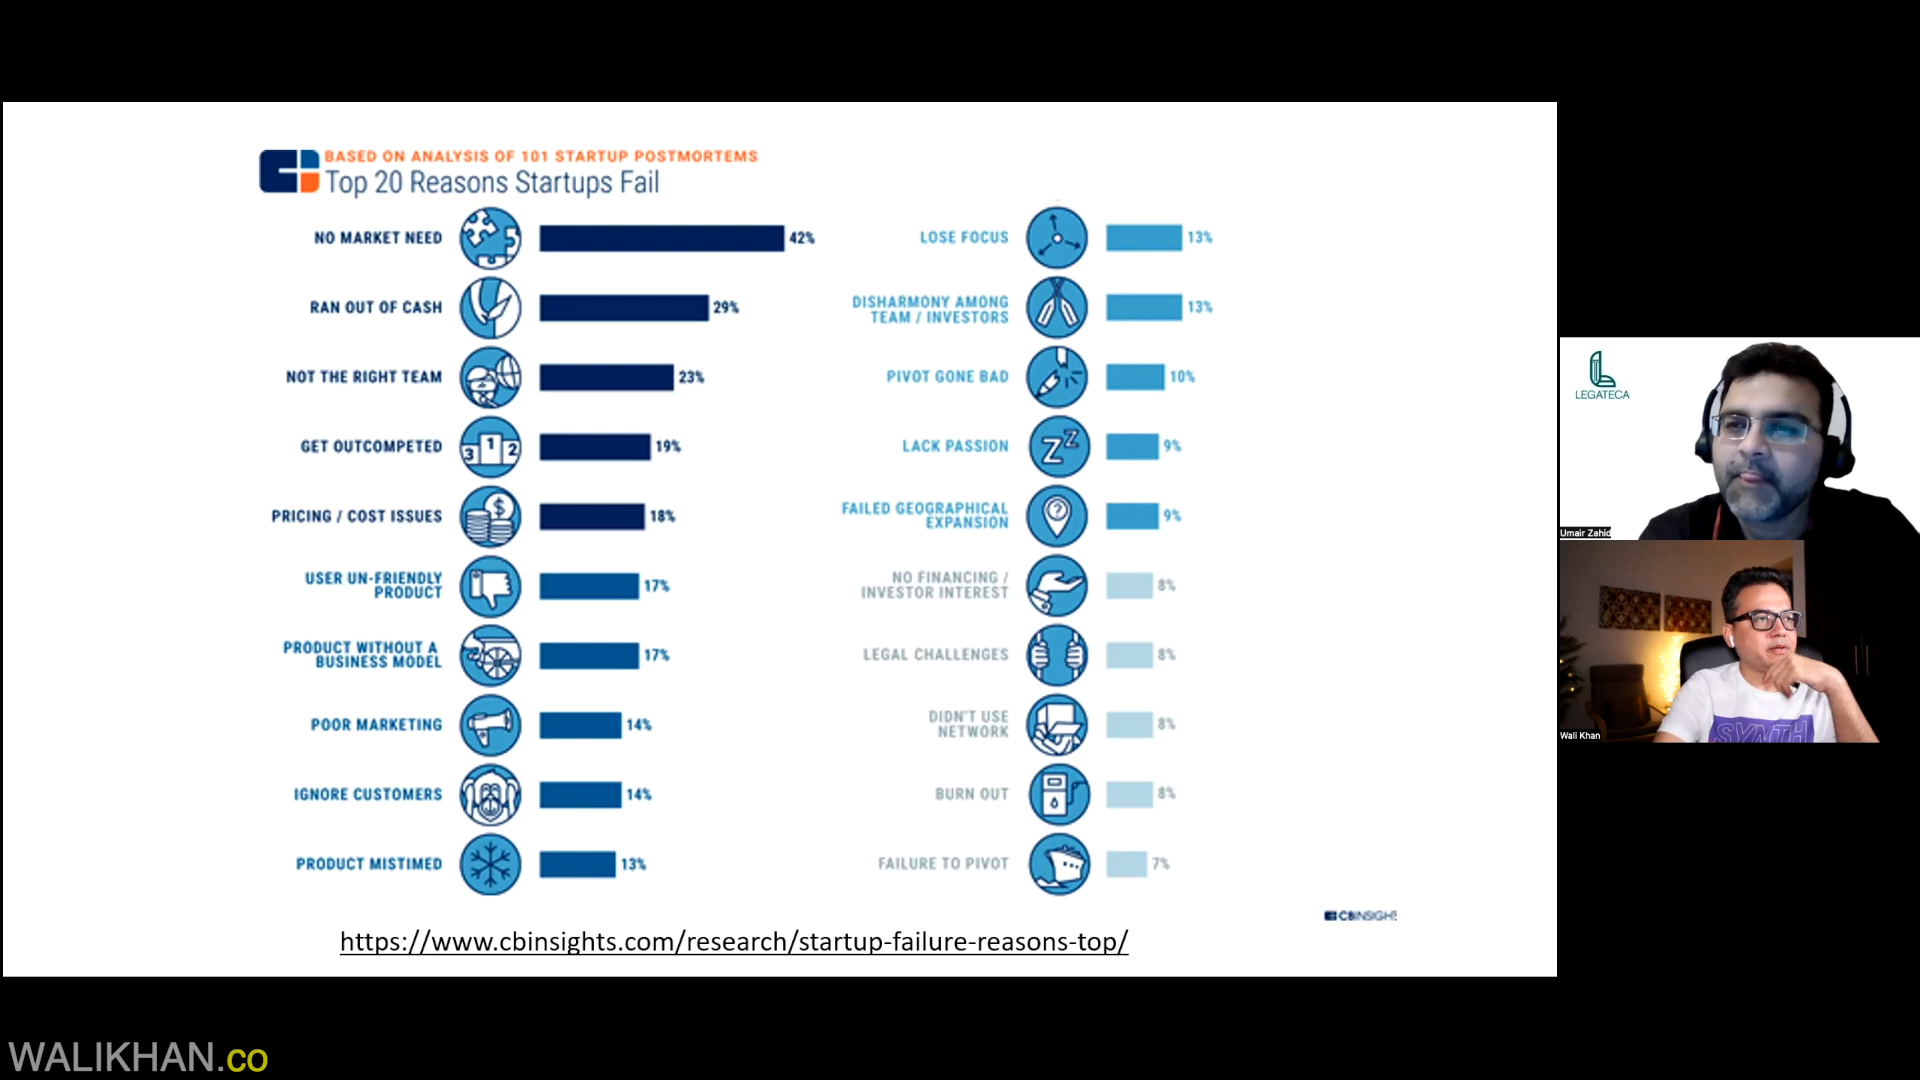 BASED ON ANALYSIS OF 101 STARTUP POSTMORTEMS
Top 20 Reasons Startups Fail
NO MARKET NEED 42%
RAN OUT OF CASH 29%
NOT THE RIGHT TEAM 23%
GET OUTCOMPETED 3 1 2 19%
PRICING / COST ISSUES $ 18%
USER UN-FRIENDLY
PRODUCT 17%
PRODUCT WITHOUT A
BUSINESS MODEL 17%
POOR MARKETING 14%
IGNORE CUSTOMERS 14%
PRODUCT MISTIMED 13%
LOSE FOCUS 13%
DISHARMONY AMONG
TEAM / INVESTORS 13%
PIVOT GONE BAD 10%
LACK PASSION ZZ 9%
FAILED GEOGRAPHICAL
EXPANSION ? 9%
NO FINANCING /
INVESTOR INTEREST 8%
LEGAL CHALLENGES 8%
DIDN'T USE
NETWORK 8%
BURN OUT 8%
FAILURE TO PIVOT 7%
CBINSIGHTS
https://www.cbinsights.com/research/startup-failure-reasons-top/
LEGATECA
Umair Zahid
SYNTH
Wali Khan
WALIKHAN.CO